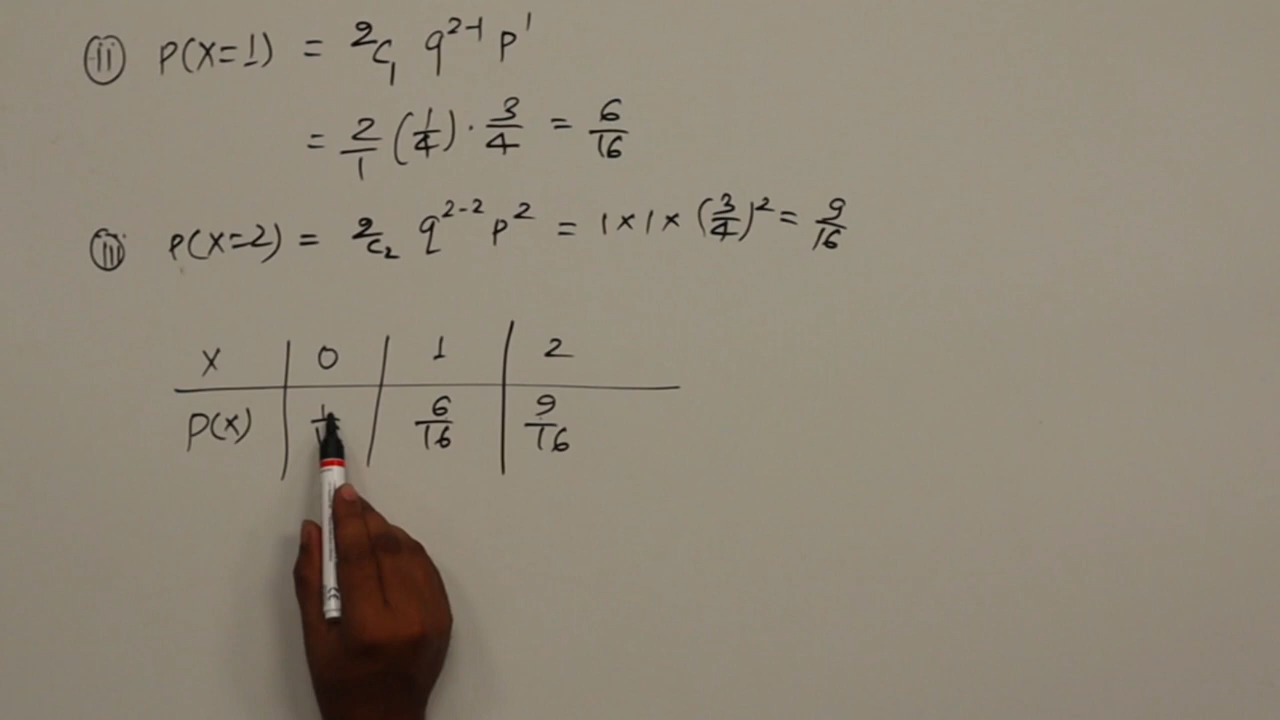 (ii) P(X=1) = ²C₁ q²⁻¹ p¹
= 2/1 (1/4) · 3/4 = 6/16
(iii) P(X=2) = ²C₂ q²⁻² p² = 1×1×(3/4)² = 9/16
X | 0 | 1 | 2
P(X) | | 6/16 | 9/16